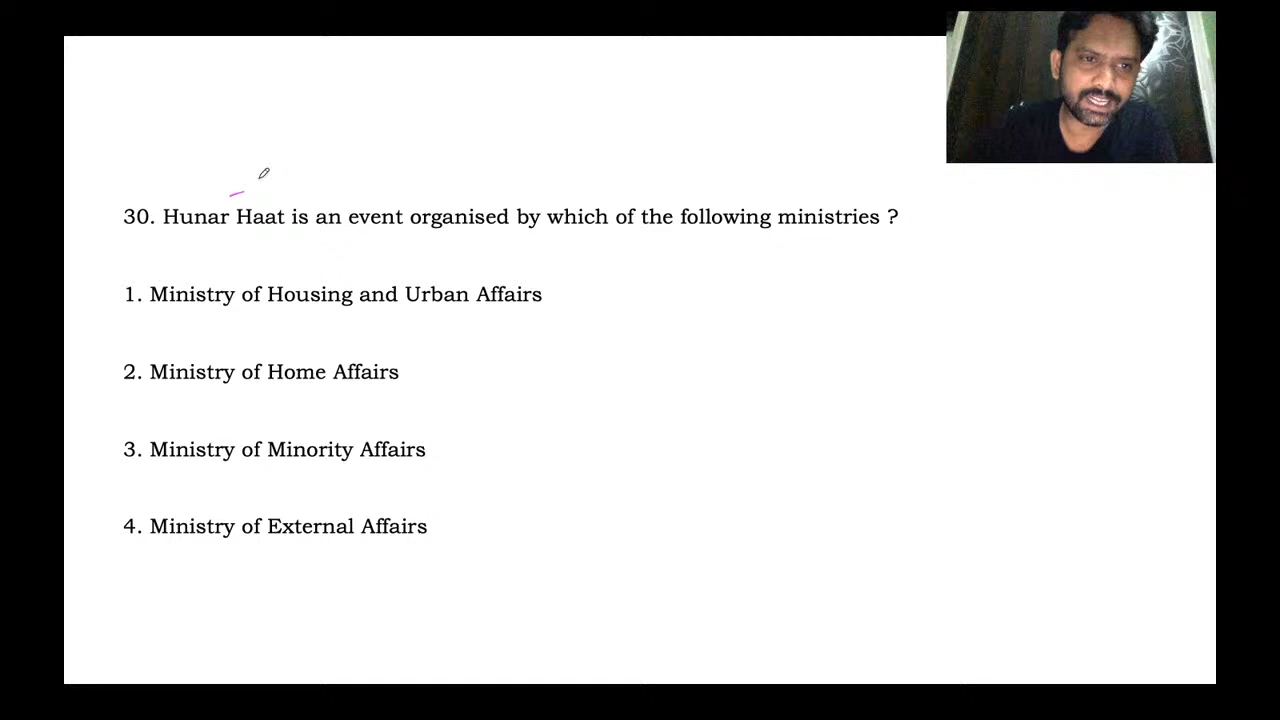 30. Hunar Haat is an event organised by which of the following ministries ?
1. Ministry of Housing and Urban Affairs
2. Ministry of Home Affairs
3. Ministry of Minority Affairs
4. Ministry of External Affairs